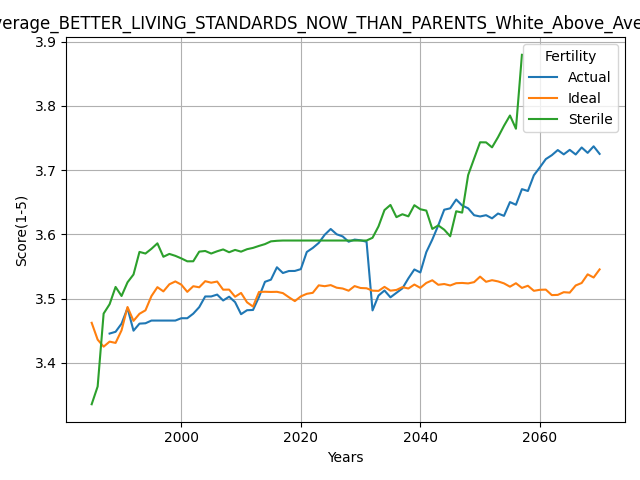 verage_BETTER_LIVING_STANDARDS_NOW_THAN_PARENTS_White_Above_Ave
3.9
3.8
3.7
3.6
3.5
3.4
Score(1-5)
Fertility
Actual
Ideal
Sterile
2000
2020
2040
2060
Years